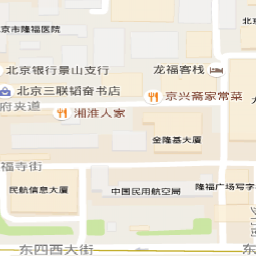 京市隆福医院
北京银行景山支行
龙福客栈
北京三联韬奋书店
京兴斋家常菜
府夹道
湘淮人家
金隆基大厦
福寺街
民航信息大厦
中国民用航空局
隆福广场写字
东四西大街
东